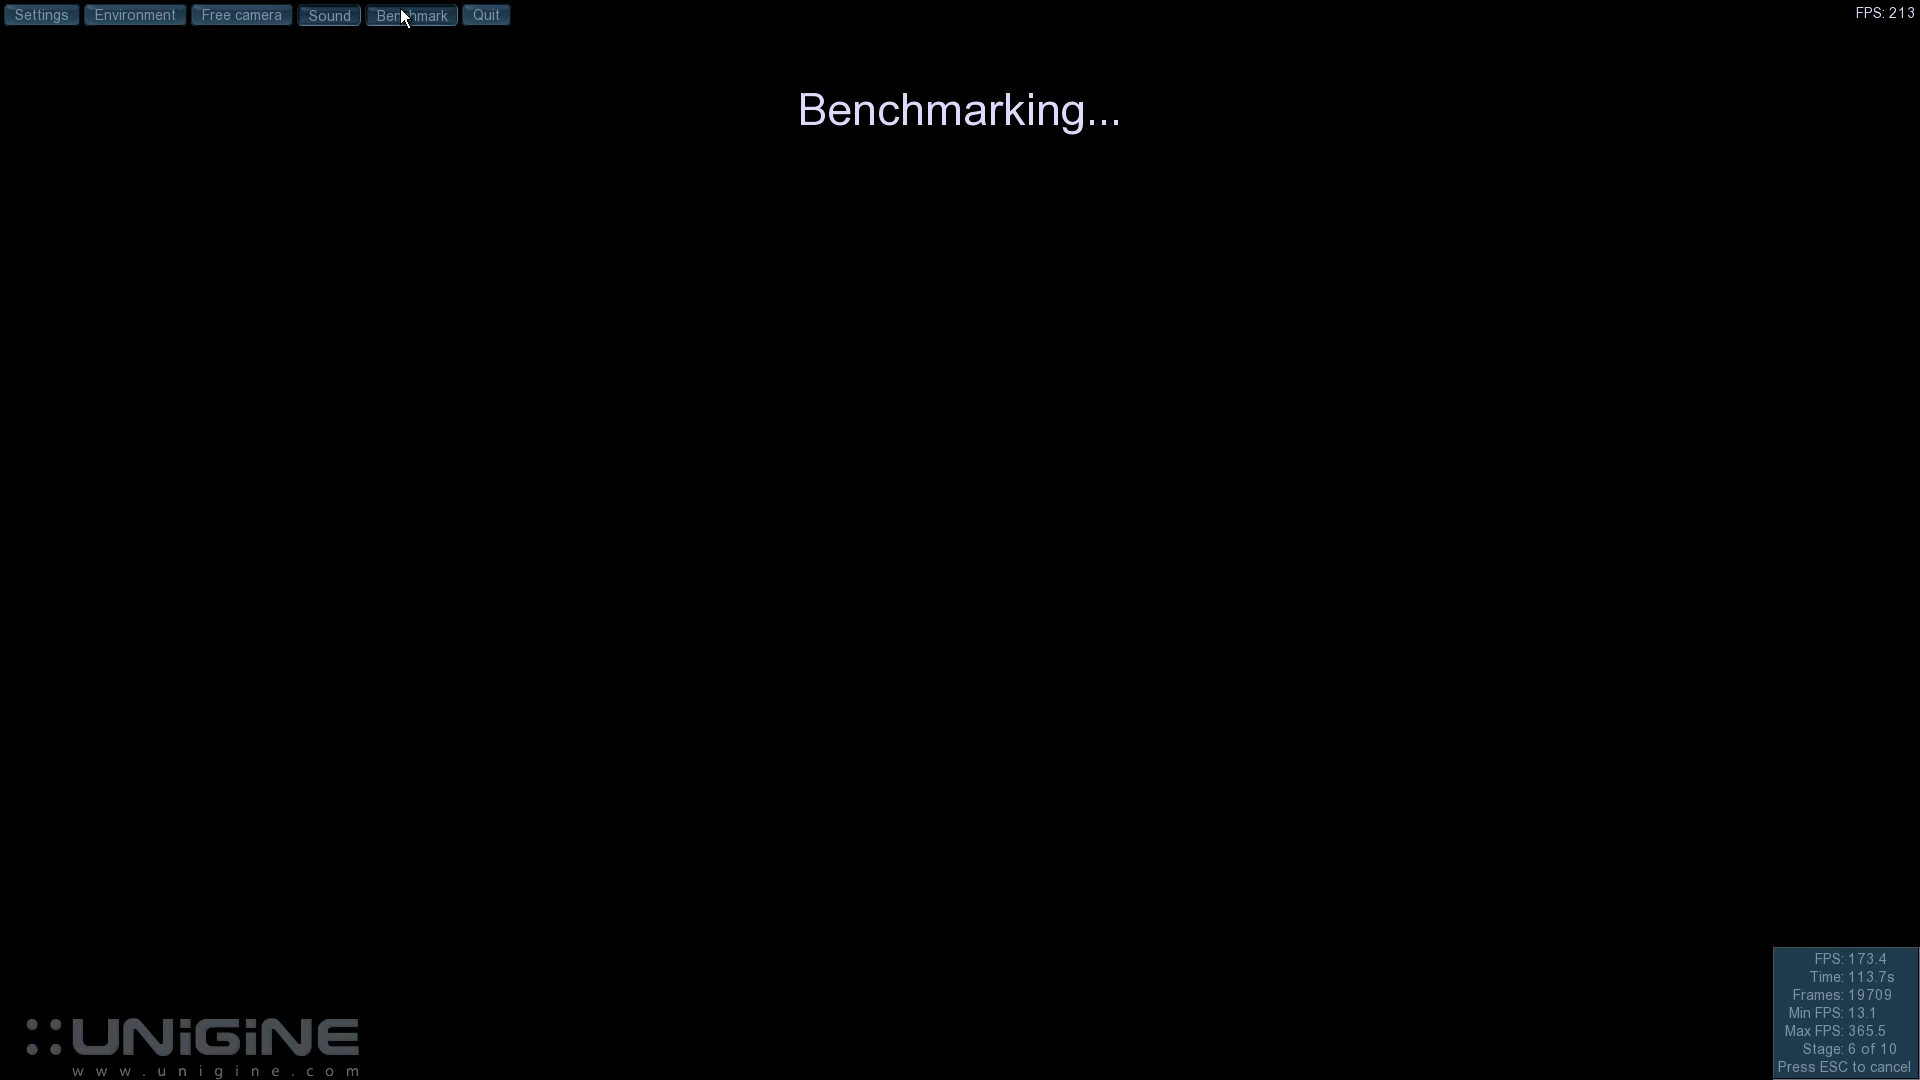 Settings Environment Free camera Sound Benchmark Quit FPS: 213
Benchmarking...
FPS: 173.4
Time: 113.7s
Frames: 19709
Min FPS: 13.1
Max FPS: 365.5
Stage: 6 of 10
Press ESC to cancel
UNiGiNE
www.unigine.com